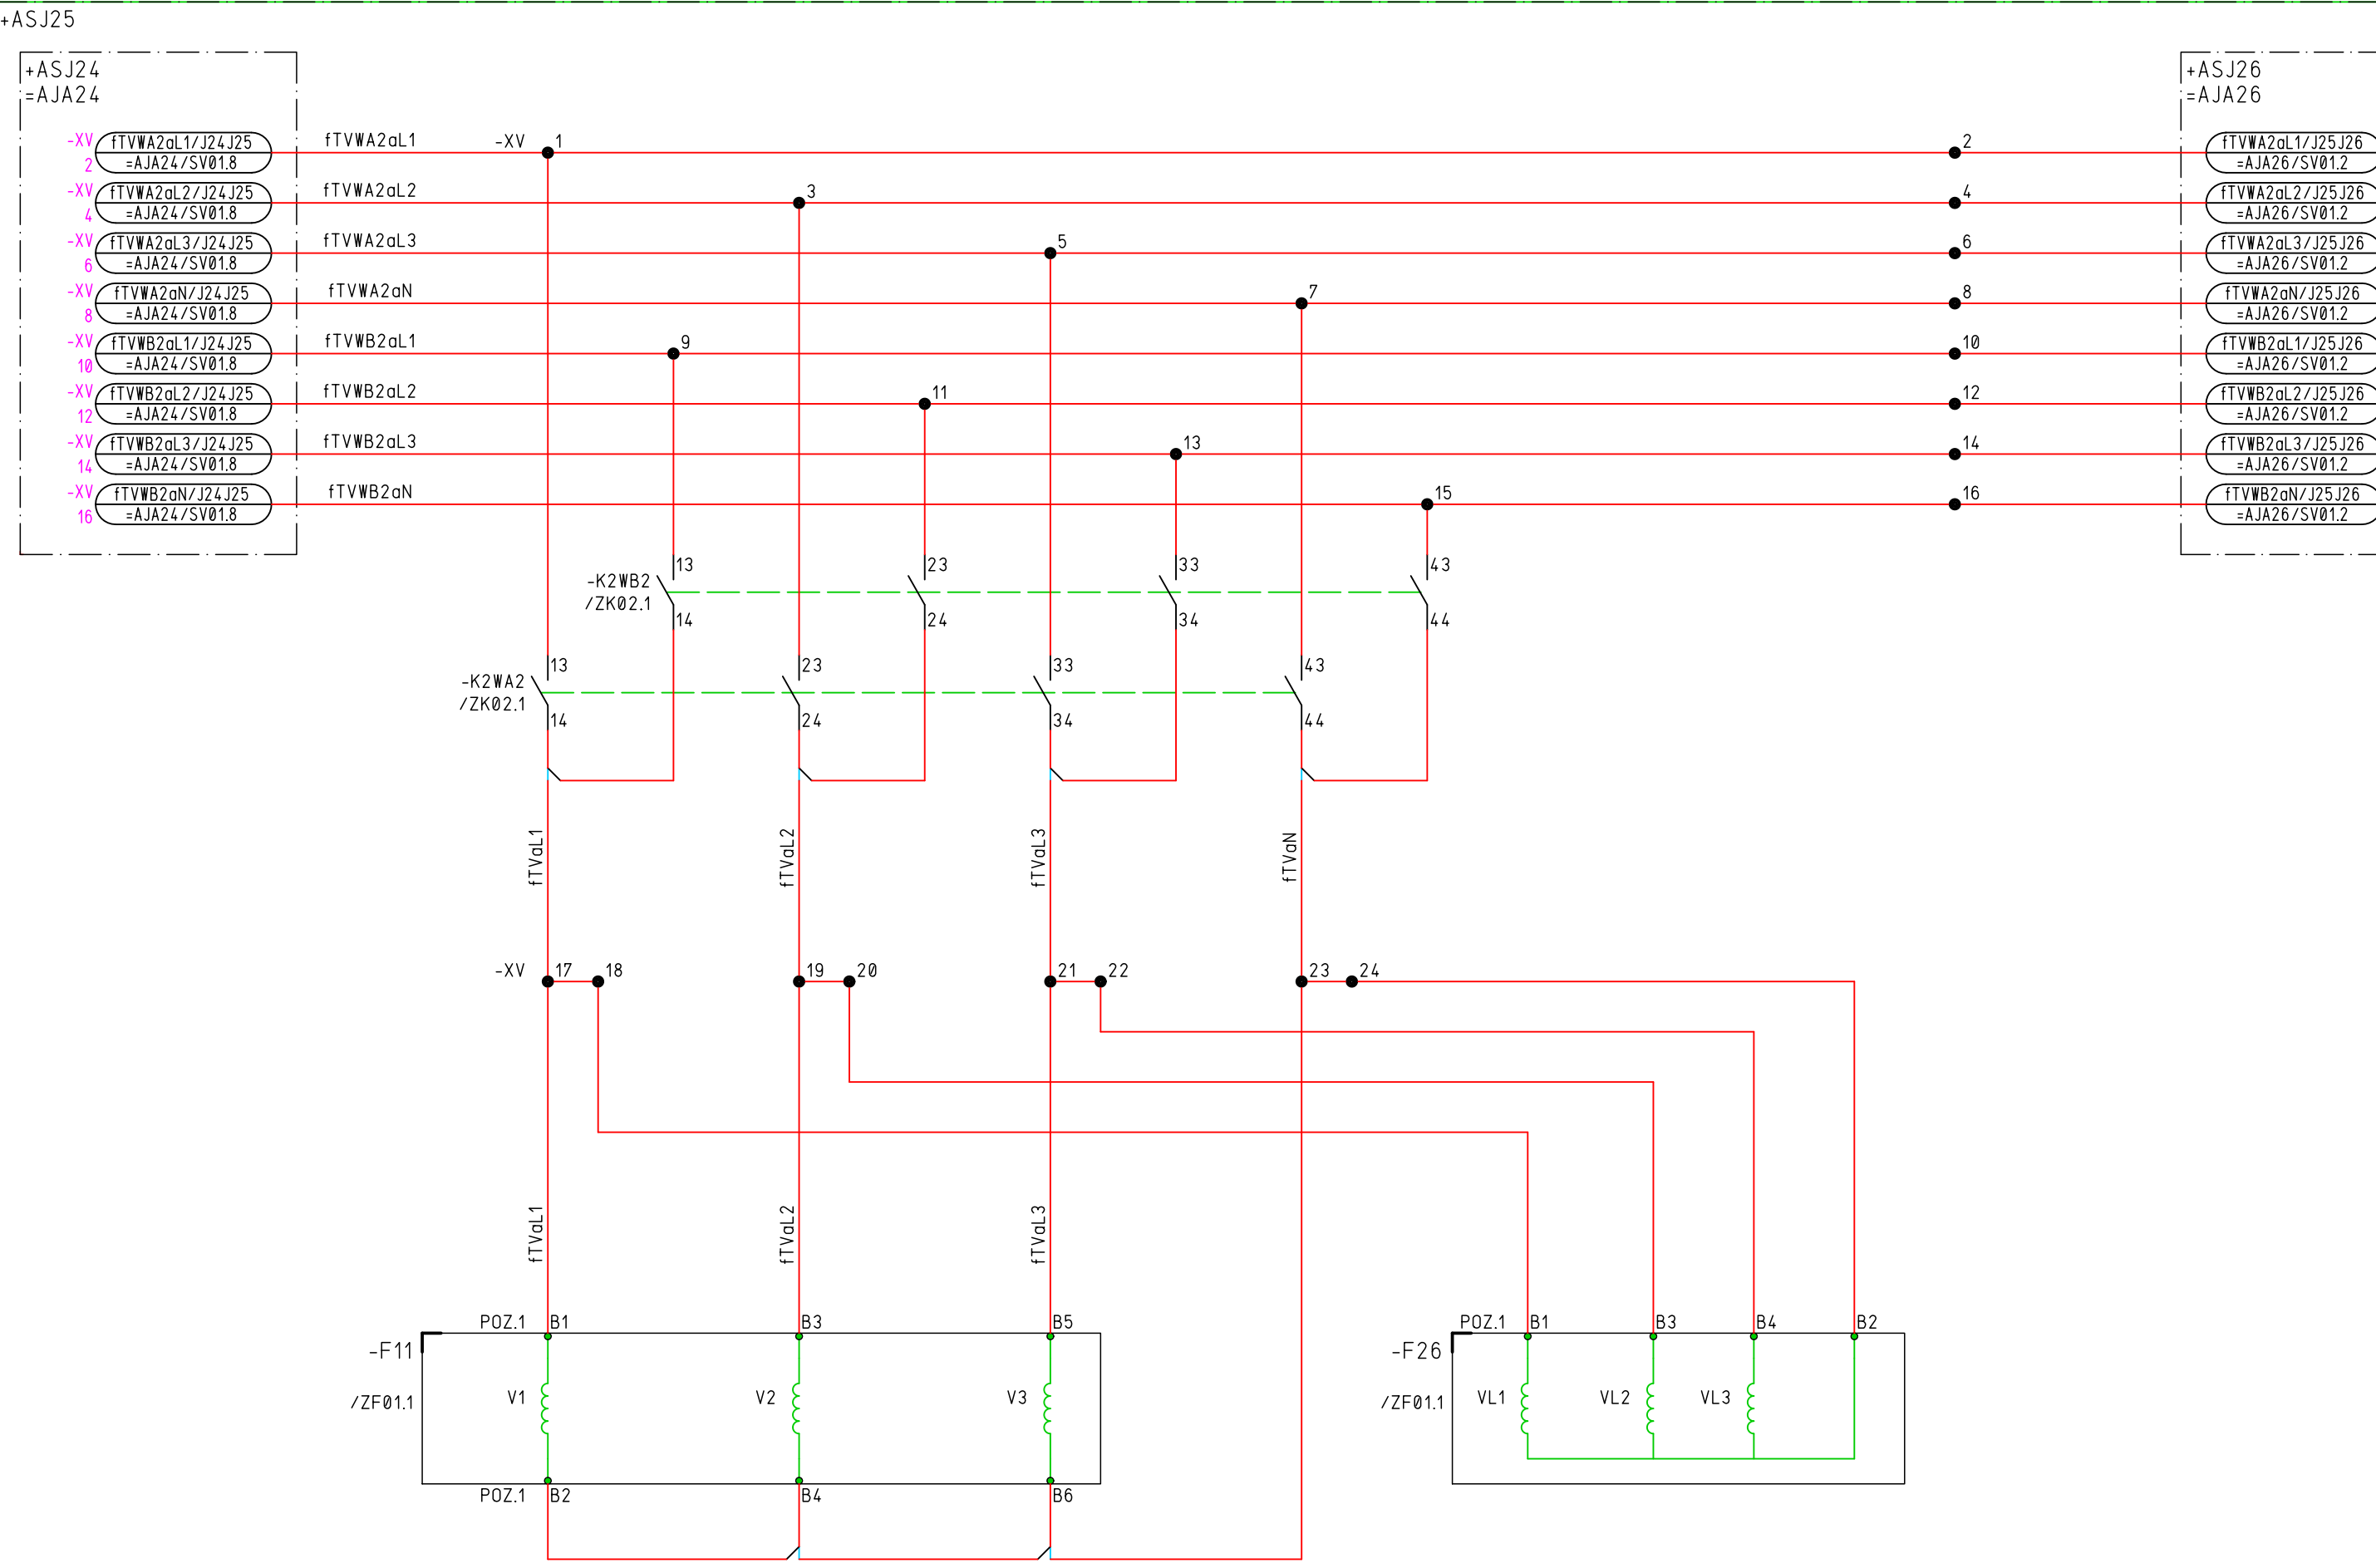 +ASJ25
+ASJ24
=AJA24
+ASJ26
=AJA26
-XV 2 fTVWA2aL1/J24J25 =AJA24/SV01.8 fTVWA2aL1 -XV 1 2 fTVWA2aL1/J25J26 =AJA26/SV01.2
-XV 4 fTVWA2aL2/J24J25 =AJA24/SV01.8 fTVWA2aL2 3 4 fTVWA2aL2/J25J26 =AJA26/SV01.2
-XV 6 fTVWA2aL3/J24J25 =AJA24/SV01.8 fTVWA2aL3 5 6 fTVWA2aL3/J25J26 =AJA26/SV01.2
-XV 8 fTVWA2aN/J24J25 =AJA24/SV01.8 fTVWA2aN 7 8 fTVWA2aN/J25J26 =AJA26/SV01.2
-XV 10 fTVWB2aL1/J24J25 =AJA24/SV01.8 fTVWB2aL1 9 10 fTVWB2aL1/J25J26 =AJA26/SV01.2
-XV 12 fTVWB2aL2/J24J25 =AJA24/SV01.8 fTVWB2aL2 11 12 fTVWB2aL2/J25J26 =AJA26/SV01.2
-XV 14 fTVWB2aL3/J24J25 =AJA24/SV01.8 fTVWB2aL3 13 14 fTVWB2aL3/J25J26 =AJA26/SV01.2
-XV 16 fTVWB2aN/J24J25 =AJA24/SV01.8 fTVWB2aN 15 16 fTVWB2aN/J25J26 =AJA26/SV01.2
13 23 33 43
-K2WB2
/ZK02.1
14 24 34 44
13 23 33 43
-K2WA2
/ZK02.1
14 24 34 44
fTVaL1 fTVaL2 fTVaL3 fTVaN
-XV 17 18 19 20 21 22 23 24
fTVaL1 fTVaL2 fTVaL3
POZ.1 B1 B3 B5 POZ.1 B1 B3 B4 B2
-F11 -F26
/ZF01.1 V1 V2 V3 /ZF01.1 VL1 VL2 VL3
POZ.1 B2 B4 B6